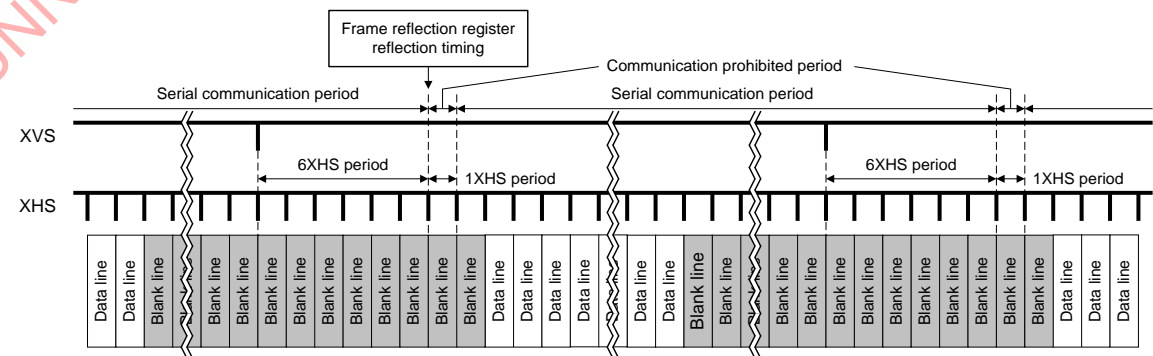 Frame reflection register
reflection timing
Communication prohibited period
Serial communication period
Serial communication period
XVS
6XHS period
1XHS period
6XHS period
1XHS period
XHS
Data line
Data line
Blank line
Blank line
Blank line
Blank line
Blank line
Blank line
Blank line
Blank line
Blank line
Blank line
Blank line
Data line
Data line
Data line
Data line
Data line
Data line
Blank line
Blank line
Blank line
Blank line
Blank line
Blank line
Blank line
Blank line
Blank line
Blank line
Blank line
Blank line
Data line
Data line
Data line